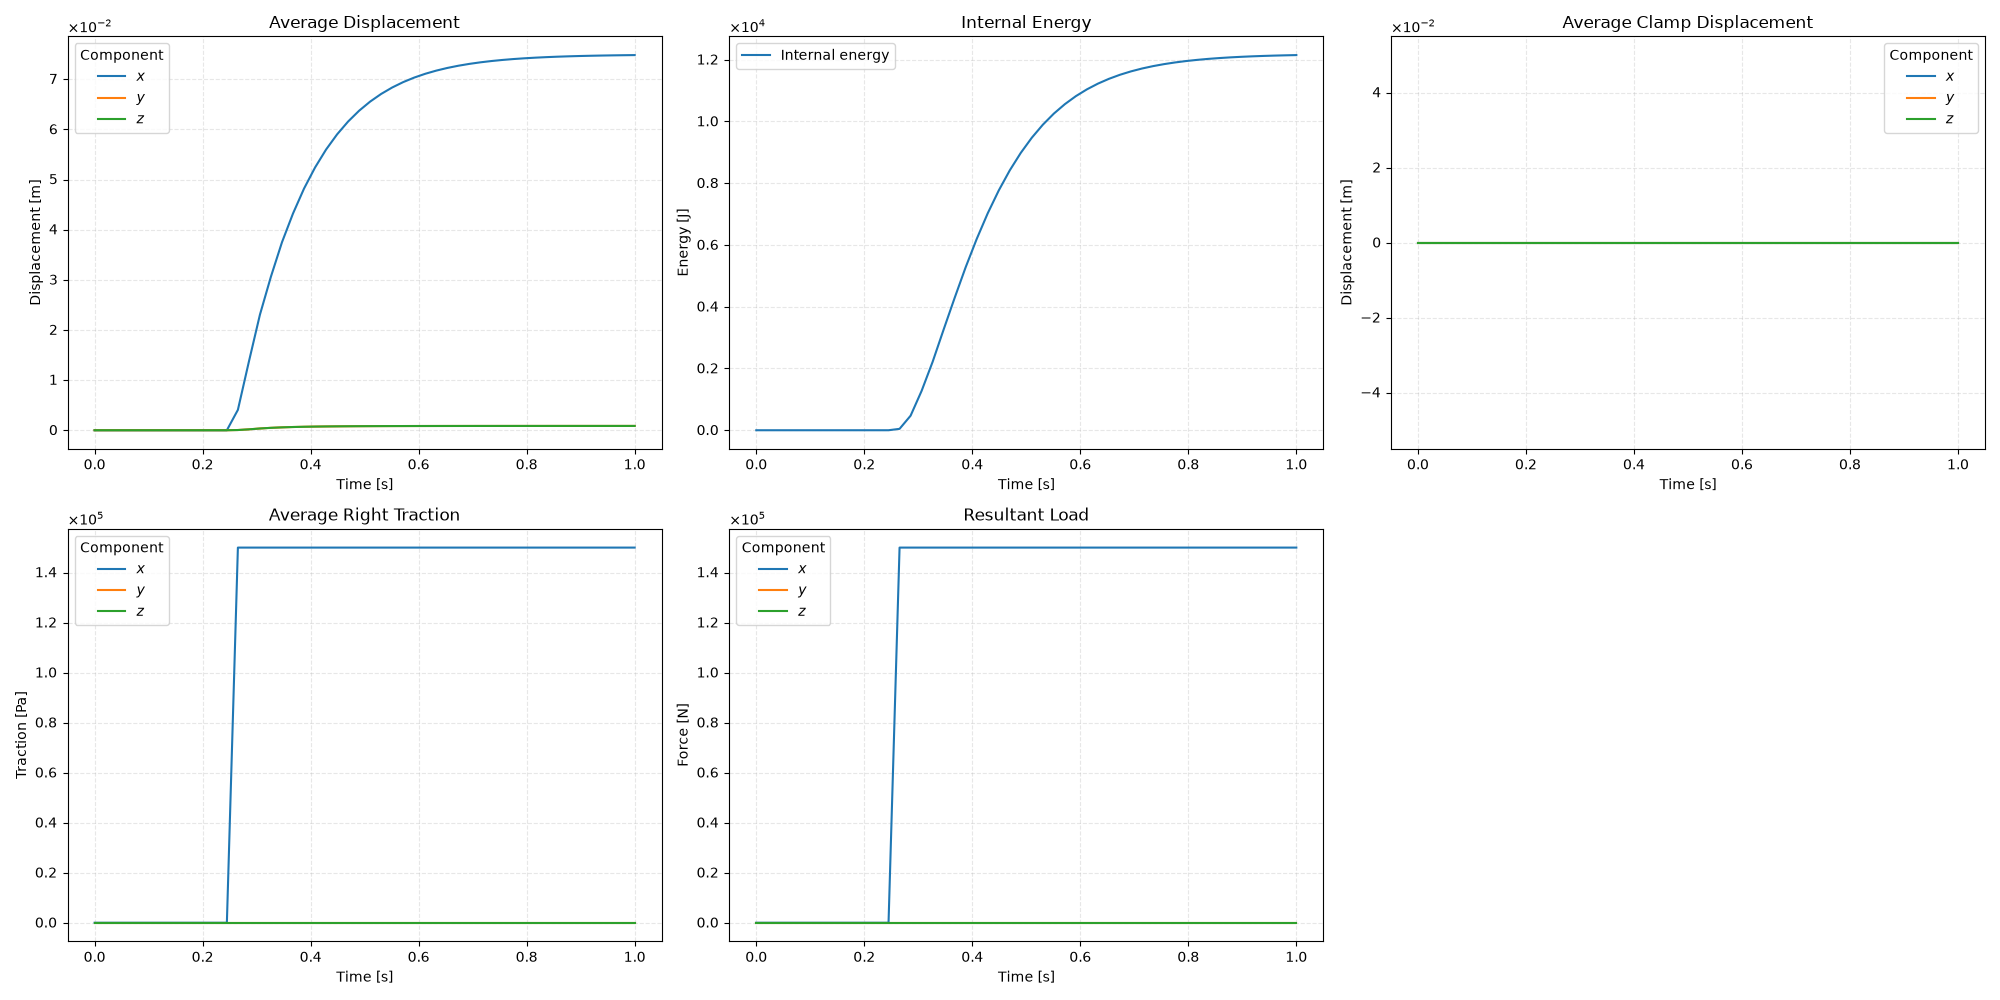 Average Displacement
×10⁻²
Component
x
y
z
7
6
5
4
3
2
1
0
Displacement [m]
0.0 0.2 0.4 0.6 0.8 1.0
Time [s]
Internal Energy
×10⁴
Internal energy
1.2
1.0
0.8
0.6
0.4
0.2
0.0
Energy [J]
0.0 0.2 0.4 0.6 0.8 1.0
Time [s]
Average Clamp Displacement
×10⁻²
Component
x
y
z
4
2
0
−2
−4
Displacement [m]
0.0 0.2 0.4 0.6 0.8 1.0
Time [s]
Average Right Traction
×10⁵
Component
x
y
z
1.4
1.2
1.0
0.8
0.6
0.4
0.2
0.0
Traction [Pa]
0.0 0.2 0.4 0.6 0.8 1.0
Time [s]
Resultant Load
×10⁵
Component
x
y
z
1.4
1.2
1.0
0.8
0.6
0.4
0.2
0.0
Force [N]
0.0 0.2 0.4 0.6 0.8 1.0
Time [s]